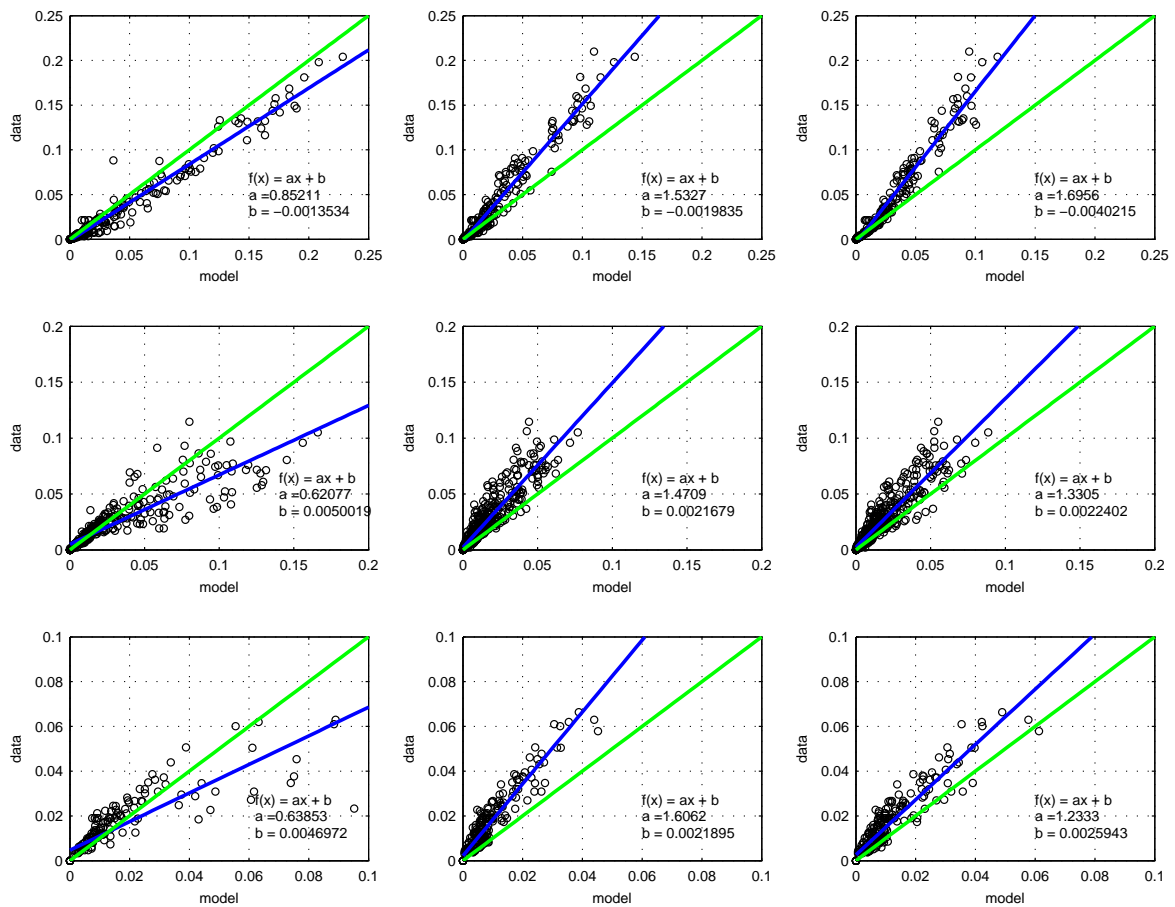 0.25
0.2
0.15
0.1
0.05
0
data
f(x) = ax + b
a =0.85211
b = −0.0013534
0 0.05 0.1 0.15 0.2 0.25
model
0.25
0.2
0.15
0.1
0.05
0
data
f(x) = ax + b
a =1.5327
b = −0.0019835
0 0.05 0.1 0.15 0.2 0.25
model
0.25
0.2
0.15
0.1
0.05
0
data
f(x) = ax + b
a =1.6956
b = −0.0040215
0 0.05 0.1 0.15 0.2 0.25
model
0.2
0.15
0.1
0.05
0
data
f(x) = ax + b
a =0.62077
b = 0.0050019
0 0.05 0.1 0.15 0.2
model
0.2
0.15
0.1
0.05
0
data
f(x) = ax + b
a =1.4709
b = 0.0021679
0 0.05 0.1 0.15 0.2
model
0.2
0.15
0.1
0.05
0
data
f(x) = ax + b
a =1.3305
b = 0.0022402
0 0.05 0.1 0.15 0.2
model
0.1
0.08
0.06
0.04
0.02
0
data
f(x) = ax + b
a =0.63853
b = 0.0046972
0 0.02 0.04 0.06 0.08 0.1
model
0.1
0.08
0.06
0.04
0.02
0
data
f(x) = ax + b
a =1.6062
b = 0.0021895
0 0.02 0.04 0.06 0.08 0.1
model
0.1
0.08
0.06
0.04
0.02
0
data
f(x) = ax + b
a =1.2333
b = 0.0025943
0 0.02 0.04 0.06 0.08 0.1
model